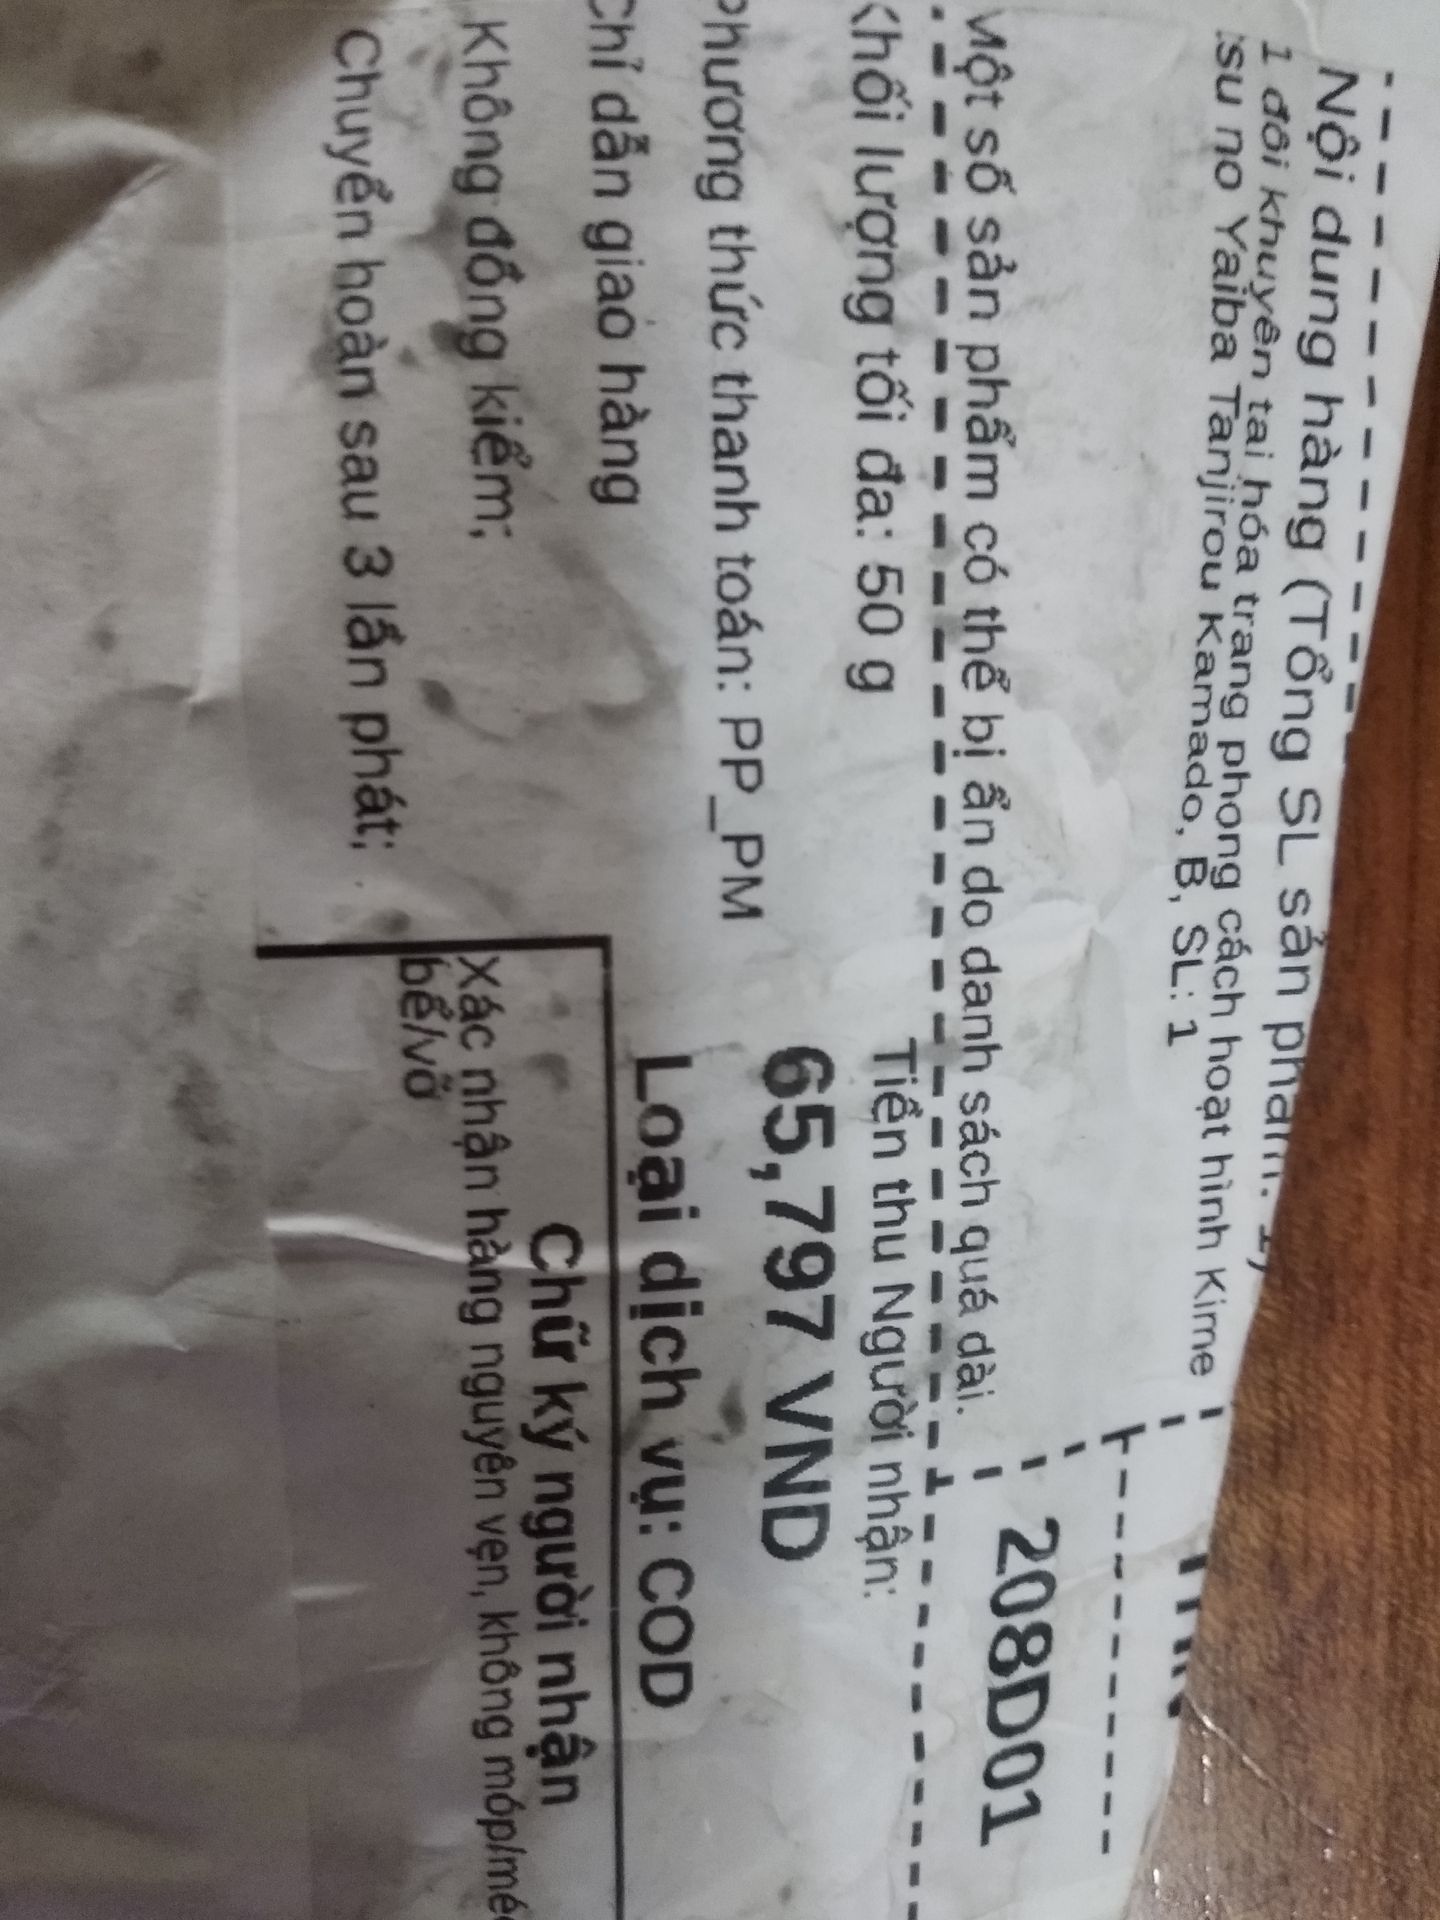 Nội dung hàng (Tổng SL sản phẩm: 1)
1 đôi khuyên tai hóa trang phong cách hoạt hình Kime
tsu no Yaiba Tanjirou Kamado, B, SL: 1
Một số sản phẩm có thể bị ẩn do danh sách quá dài.
208D01
Khối lượng tối đa: 50 g
Tiền thu Người nhận:
65,797 VND
Phương thức thanh toán: PP_PM
Loại dịch vụ: COD
Chỉ dẫn giao hàng
Chữ ký người nhận
Không đồng kiểm;
Xác nhận hàng nguyên vẹn, không móp/mé
bể/vỡ
Chuyển hoàn sau 3 lần phát;